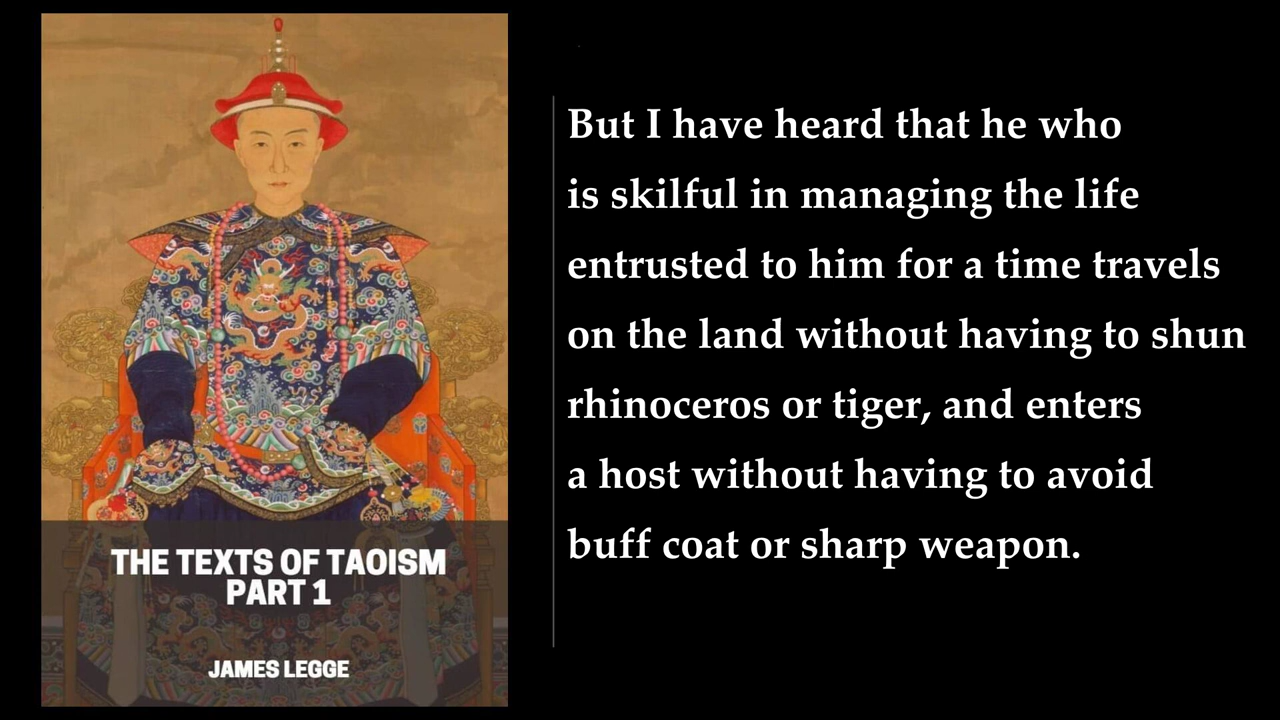 THE TEXTS OF TAOISM
PART 1
JAMES LEGGE
But I have heard that he who
is skilful in managing the life
entrusted to him for a time travels
on the land without having to shun
rhinoceros or tiger, and enters
a host without having to avoid
buff coat or sharp weapon.